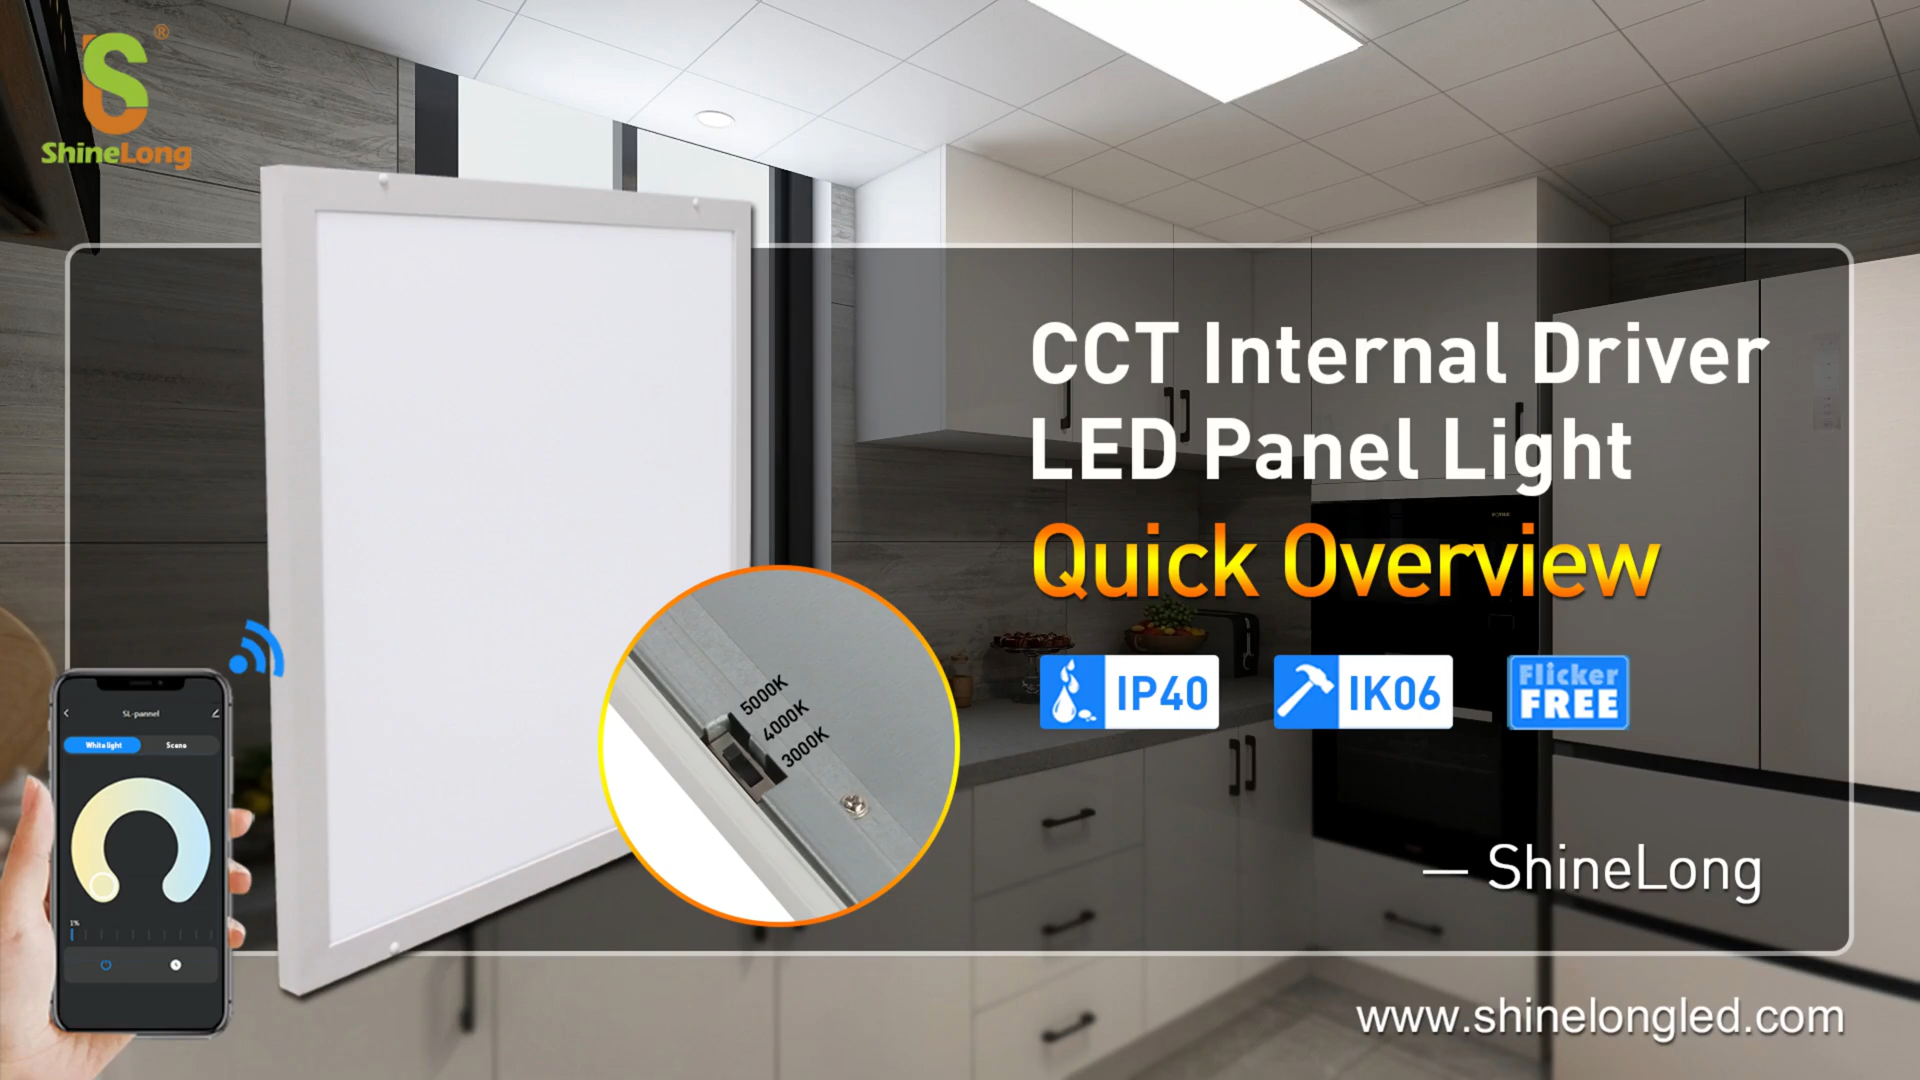 ®
ShineLong
CCT Internal Driver
LED Panel Light
Quick Overview
IP40
IK06
Flicker
FREE
5000K
4000K
3000K
SL-pannel
White light
Scene
1%
— ShineLong
www.shinelongled.com